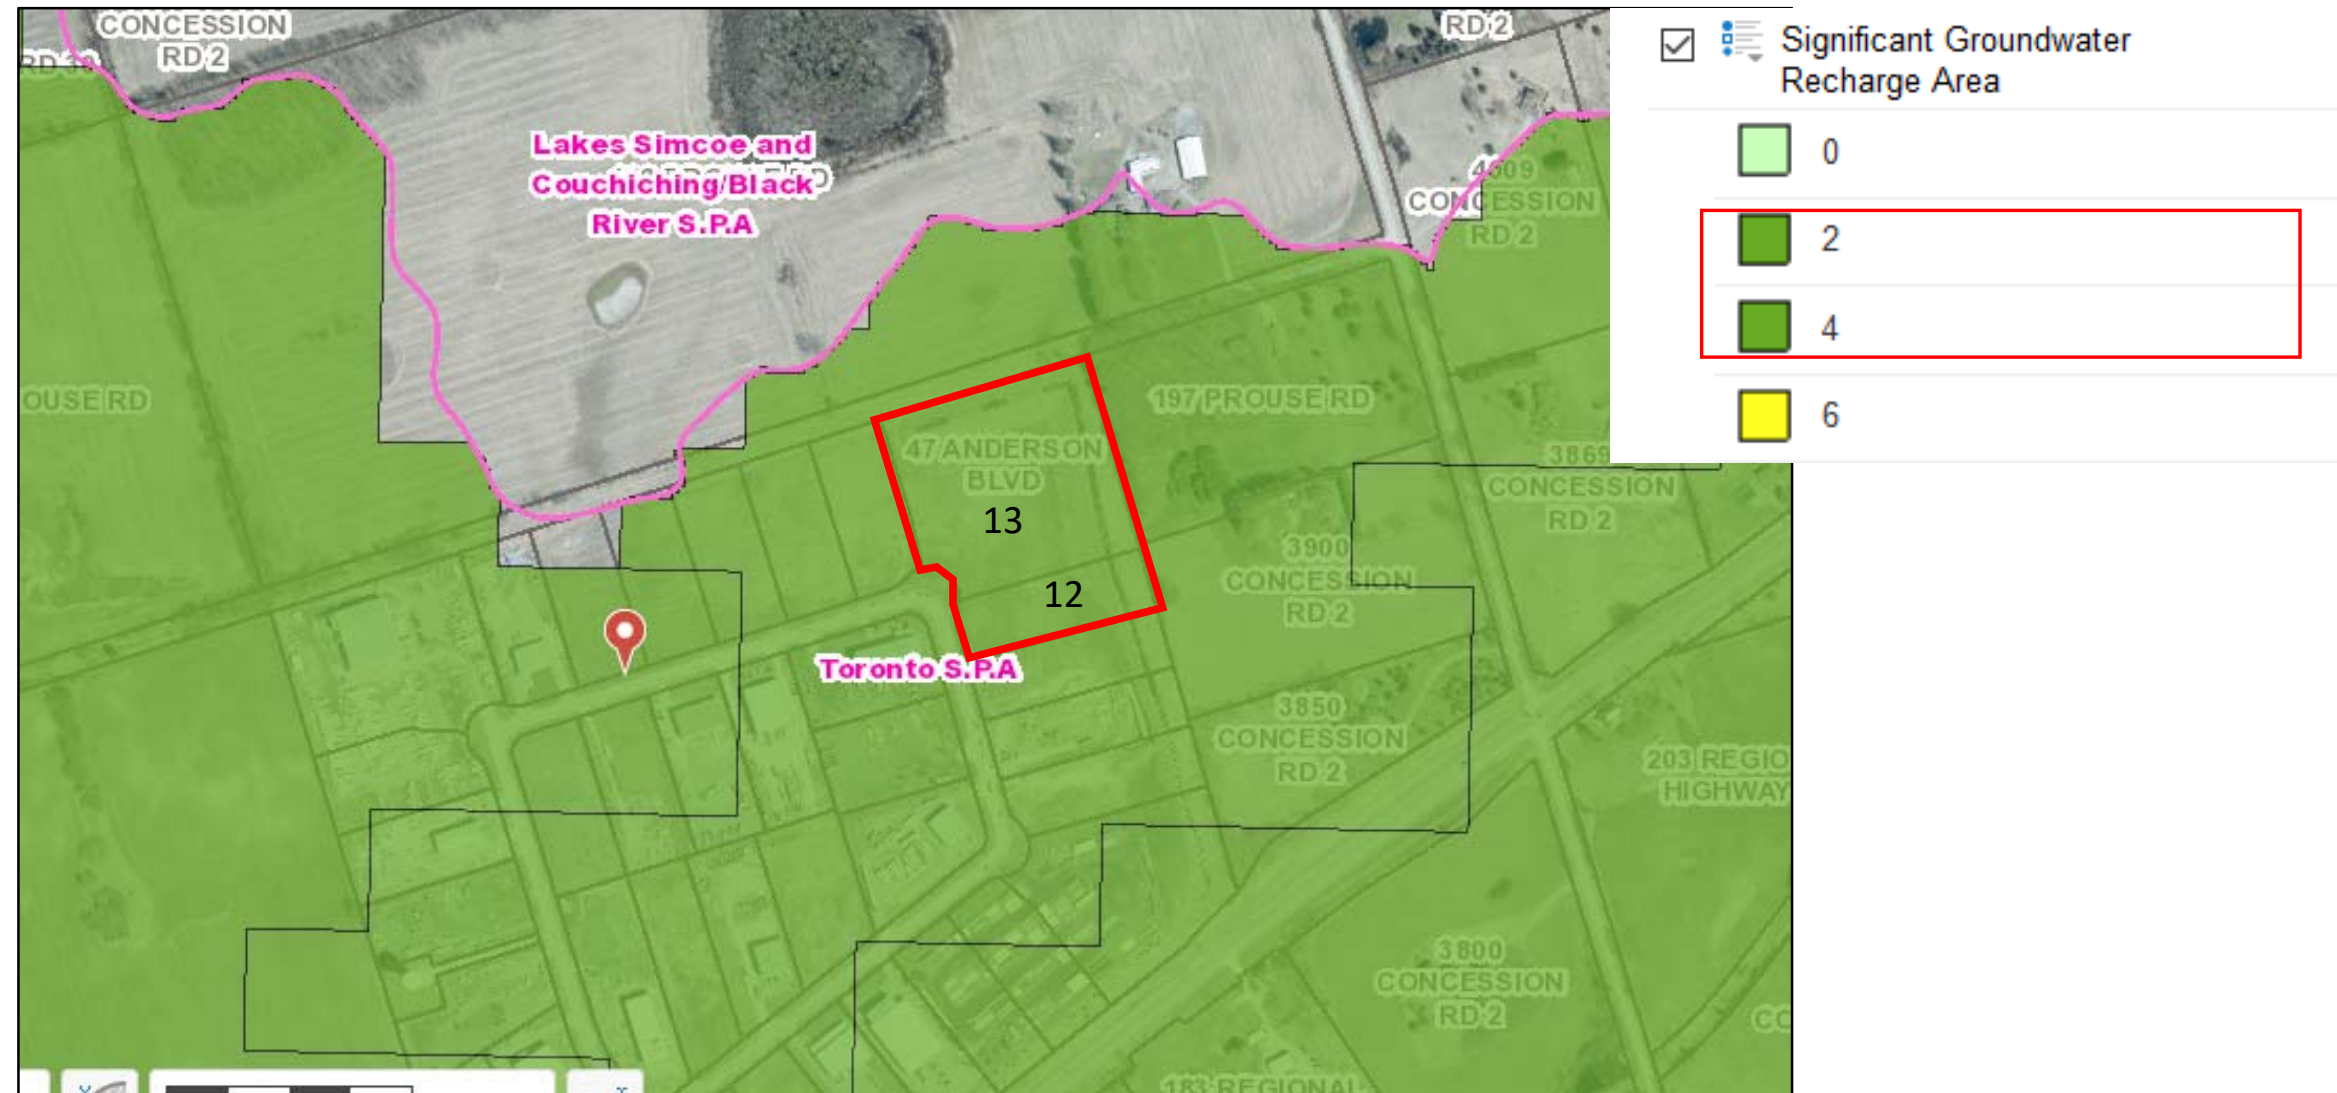 CONCESSION
RD 2
RD 2
Lakes Simcoe and
Couchiching/Black
River S.P.A
4609
CONCESSION
RD 2
OUSE RD
197 PROUSE RD
47 ANDERSON
BLVD
13
12
3869
CONCESSION
RD 2
3900
CONCESSION
RD 2
Toronto S.P.A
3850
CONCESSION
RD 2
203 REGIO
HIGHWAY
3800
CONCESSION
RD 2
CO
183 REGIONAL
Significant Groundwater
Recharge Area
0
2
4
6